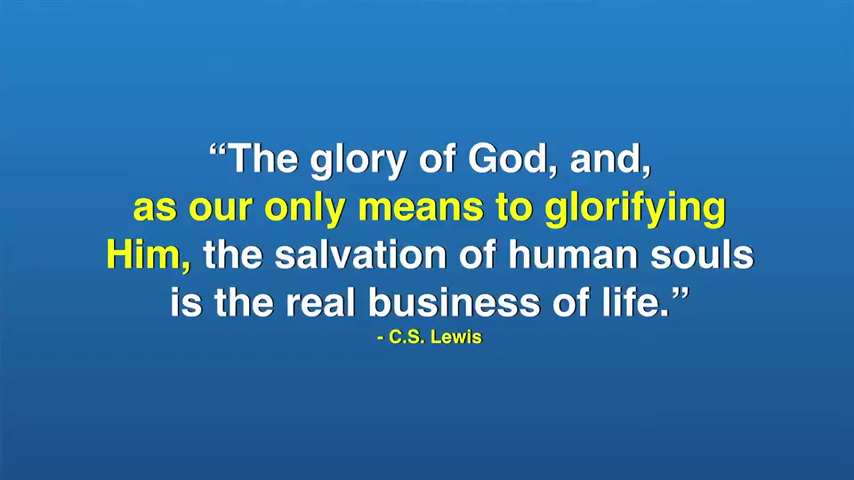 “The glory of God, and,
as our only means to glorifying
Him, the salvation of human souls
is the real business of life.”
- C.S. Lewis